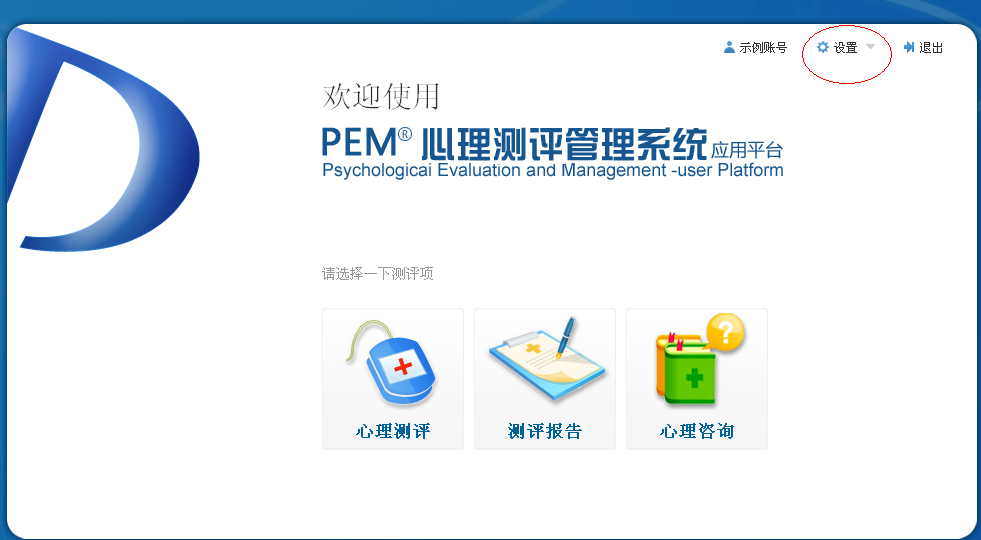 示例账号 设置 退出
欢迎使用
PEM® 心理测评管理系统 应用平台
Psychologicai Evaluation and Management -user Platform
请选择一下测评项
心理测评 测评报告 心理咨询